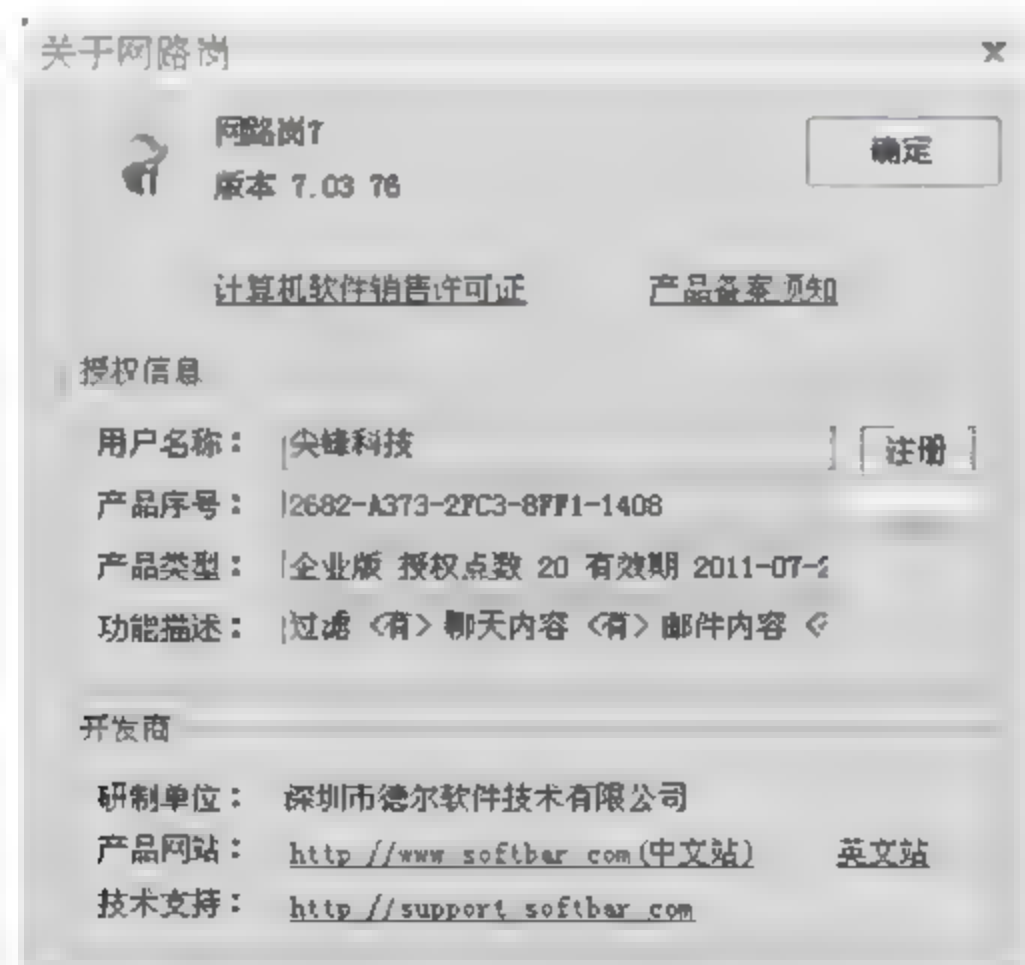 关于网路岗
网路岗7
确定
版本 7.03 76
计算机软件销售许可证 产品备案须知
授权信息
用户名称： 尖锋科技 注册
产品序号： 2682-A373-2FC3-8FF1-1408
产品类型： 企业版 授权点数 20 有效期 2011-07-2
功能描述： 过滤 <有> 聊天内容 <有> 邮件内容 <
开发商
研制单位： 深圳市德尔软件技术有限公司
产品网站： http //www softbar com(中文站) 英文站
技术支持： http //support softbar com